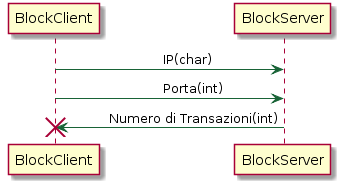 BlockClient BlockServer
IP(char)
Porta(int)
Numero di Transazioni(int)
BlockClient BlockServer